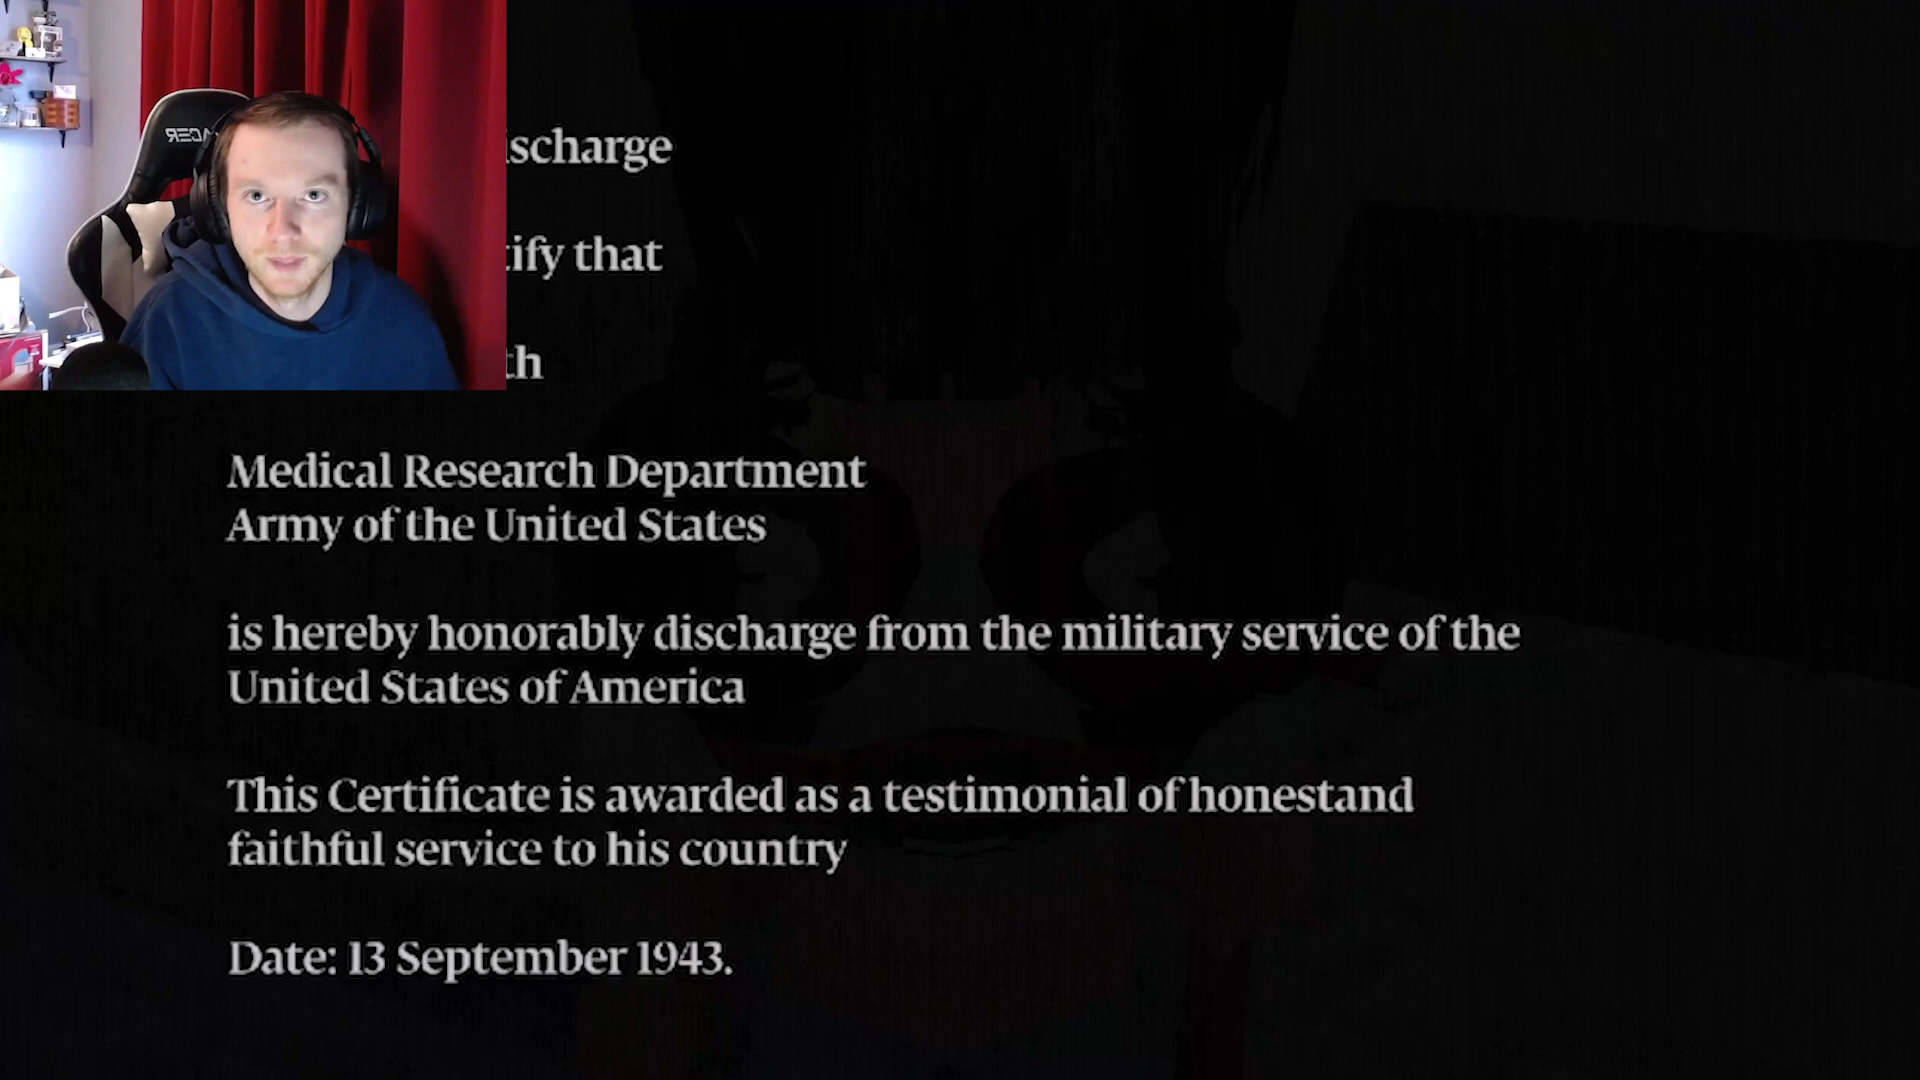 ischarge
tify that
th
Medical Research Department
Army of the United States
is hereby honorably discharge from the military service of the
United States of America
This Certificate is awarded as a testimonial of honestand
faithful service to his country
Date: 13 September 1943.